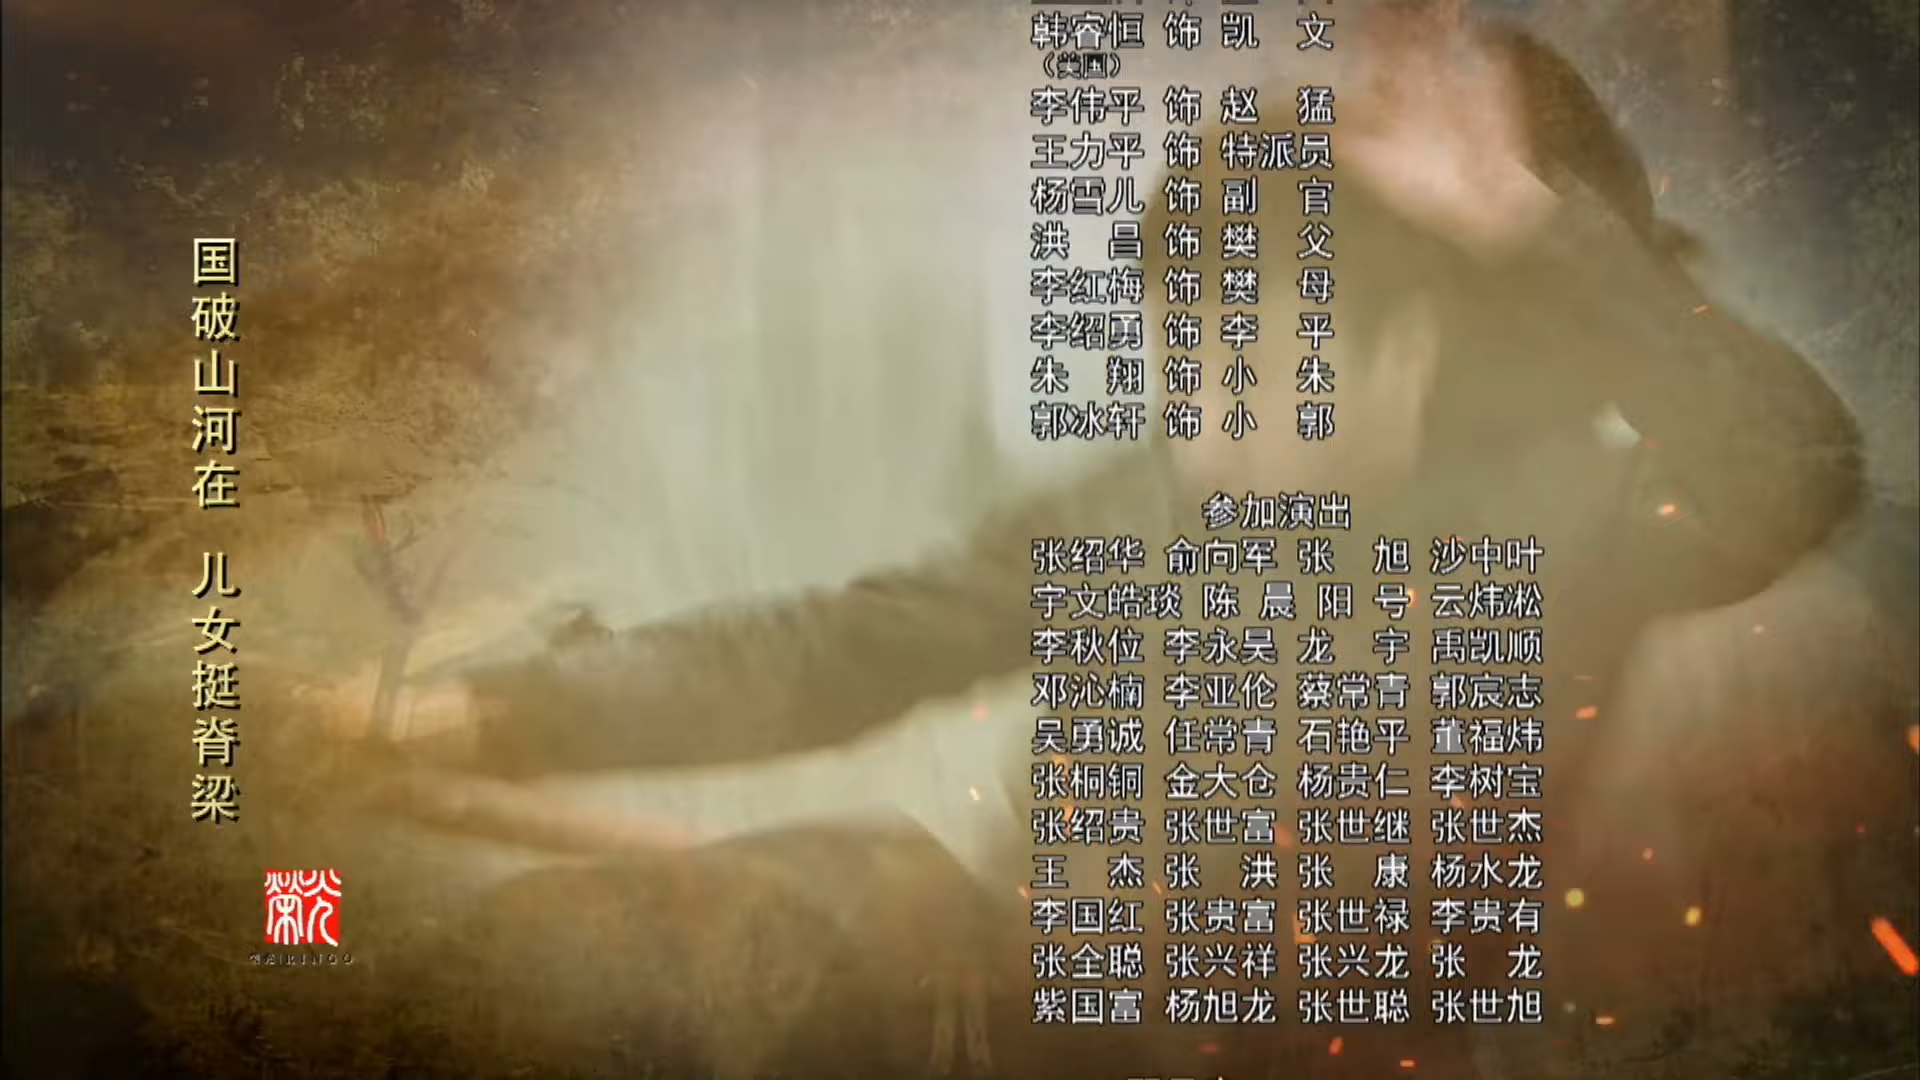 国破山河在 儿女挺脊梁
韩睿恒 饰 凯 文
（美国）
李伟平 饰 赵 猛
王力平 饰 特派员
杨雪儿 饰 副 官
洪 昌 饰 樊 父
李红梅 饰 樊 母
李绍勇 饰 李 平
朱 翔 饰 小 朱
郭冰轩 饰 小 郭
参加演出
张绍华 俞向军 张 旭 沙中叶
宇文皓琰 陈 晨 阳 号 云炜凇
李秋位 李永吴 龙 宇 禹凯顺
邓沁楠 李亚伦 蔡常青 郭宸志
吴勇诚 任常青 石艳平 董福炜
张桐铜 金大仓 杨贵仁 李树宝
张绍贵 张世富 张世继 张世杰
王 杰 张 洪 张 康 杨水龙
李国红 张贵富 张世禄 李贵有
张全聪 张兴祥 张兴龙 张 龙
紫国富 杨旭龙 张世聪 张世旭